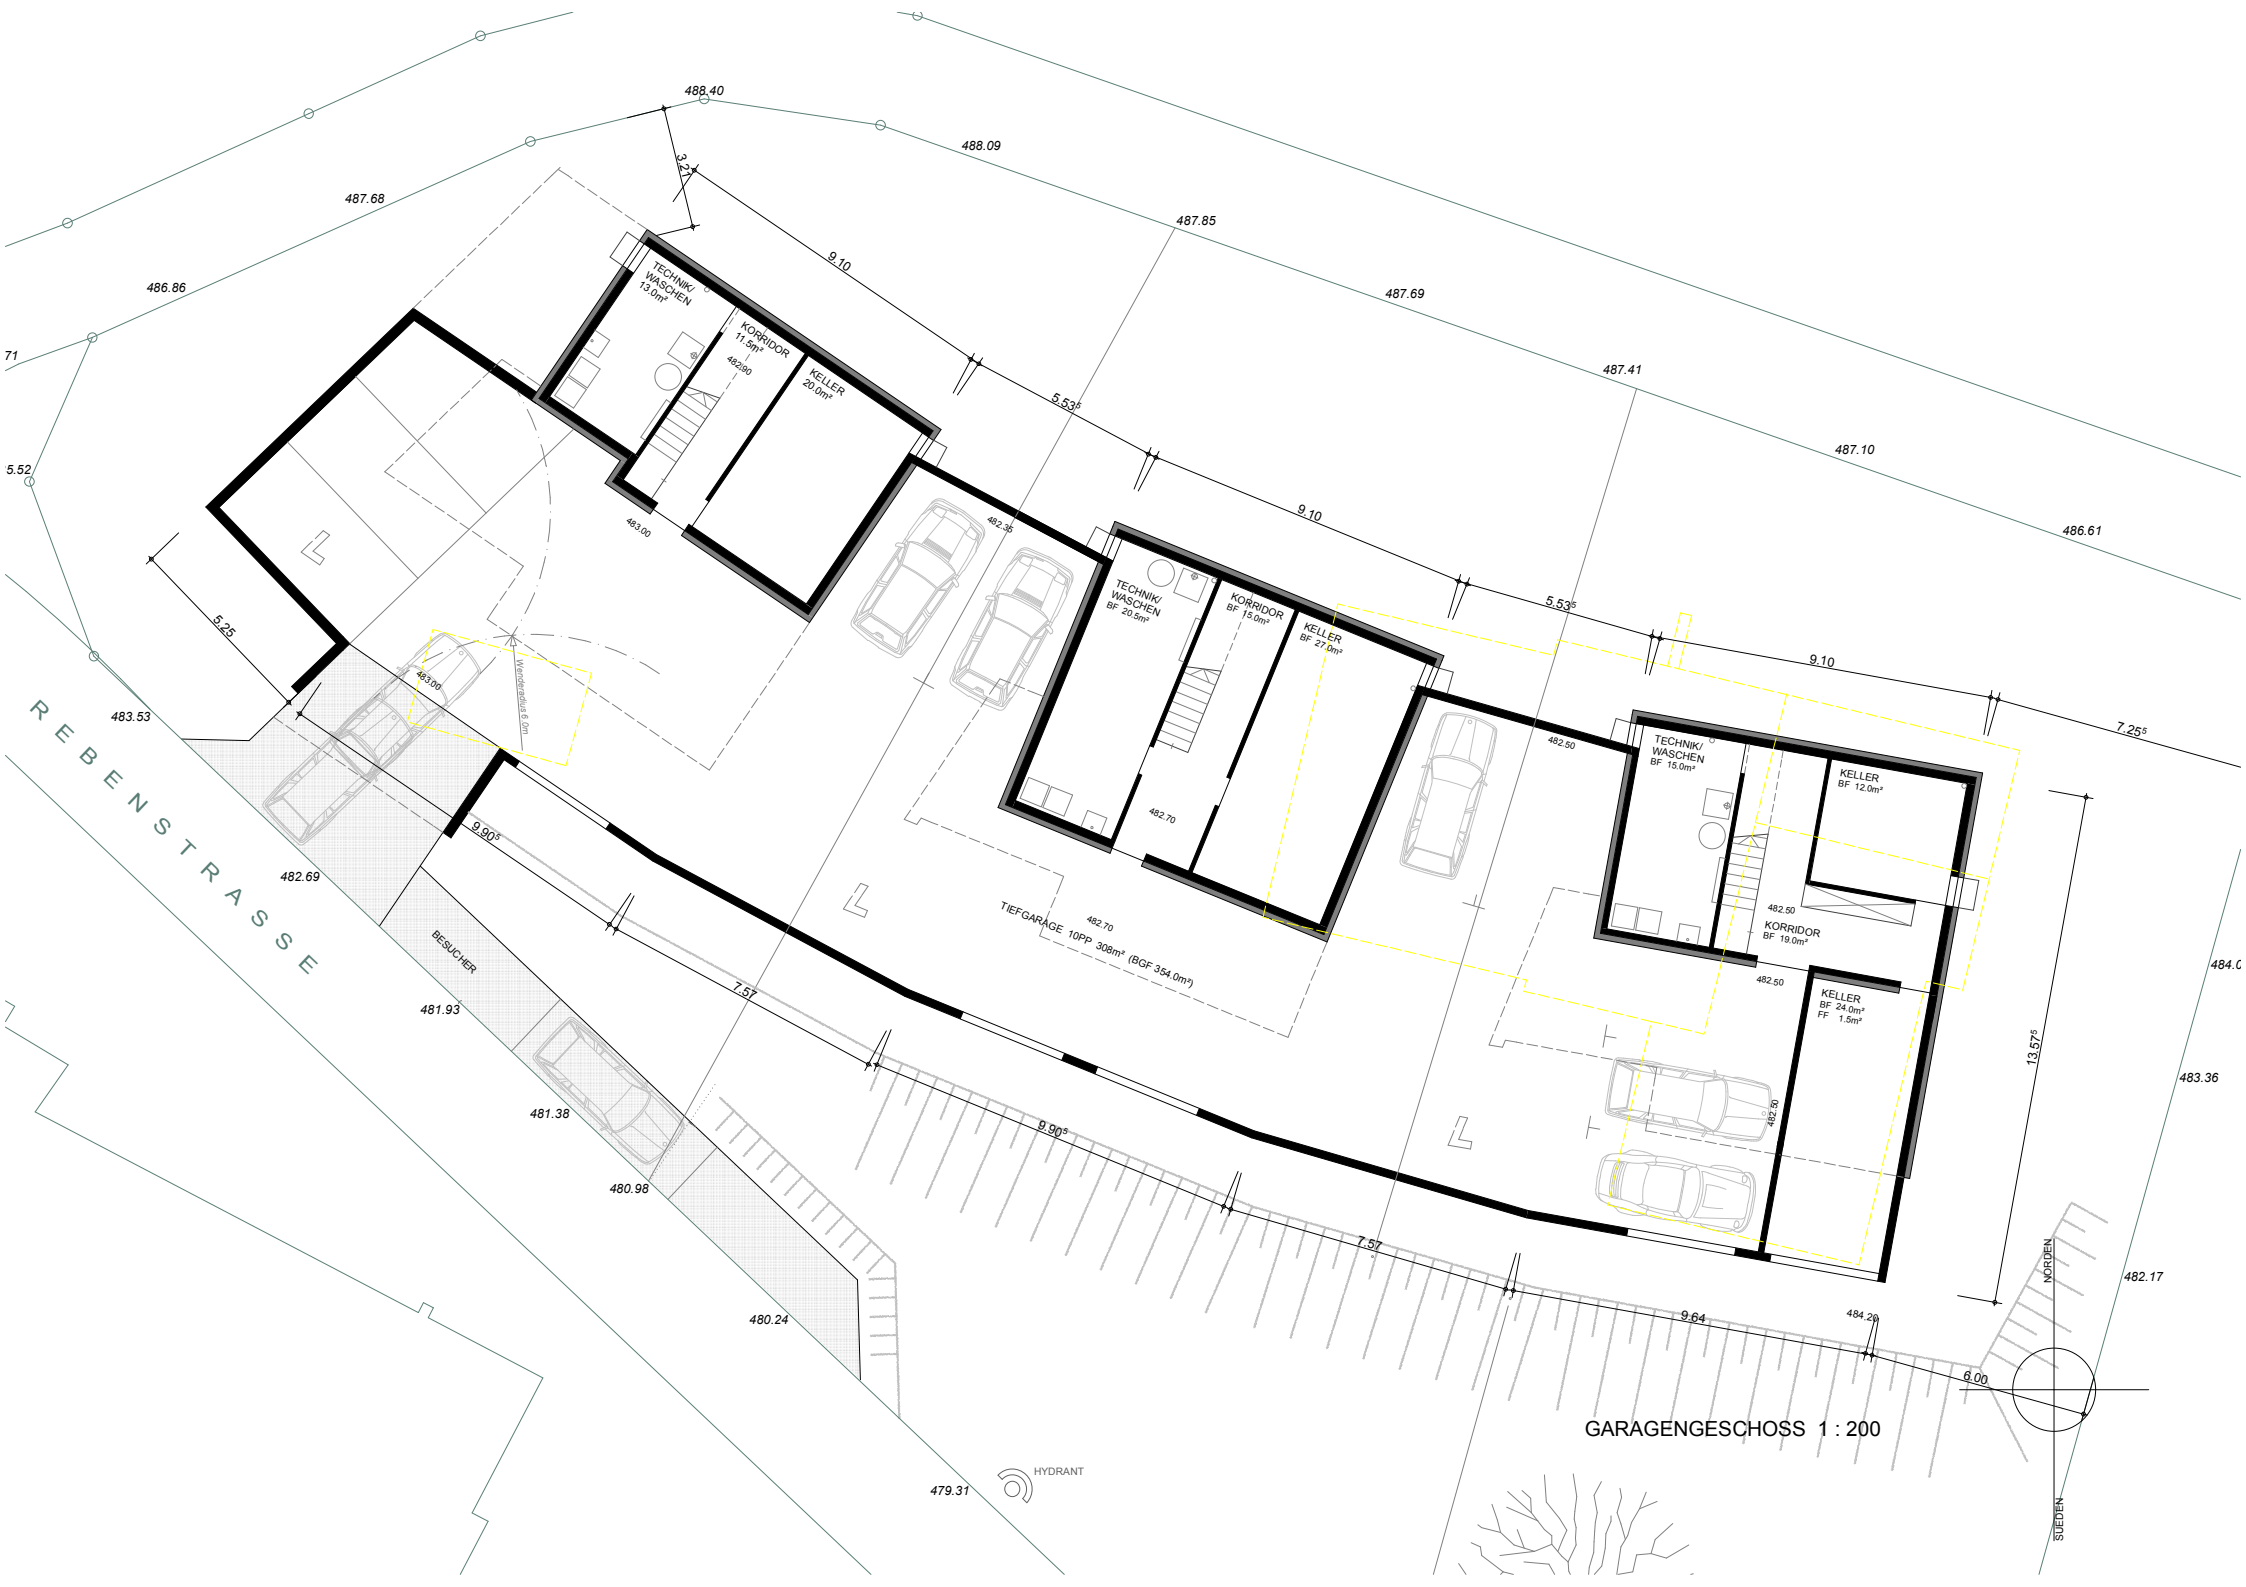 488.40
488.09
487.68
487.85
486.86
487.69
71
487.41
5.52
487.10
486.61
3.21
9.10
5.53⁵
9.10
5.53⁵
9.10
7.25⁵
TECHNIK/
WASCHEN
13.0m²
KORRIDOR
11.5m²
482.90
KELLER
20.0m²
483.00
482.35
TECHNIK/
WASCHEN
BF 20.5m²
KORRIDOR
BF 15.0m²
KELLER
BF 27.0m²
482.70
482.50
TECHNIK/
WASCHEN
BF 15.0m²
KELLER
BF 12.0m²
482.50
KORRIDOR
BF 19.0m²
482.50
KELLER
BF 24.0m²
FF 1.5m²
482.50
5.25
483.00
Wenderadius 6.0m
483.53
REBENSTRASSE
482.69
9.90⁵
BESUCHER
481.93
7.57
482.70
TIEFGARAGE 10PP 308m² (BGF 354.0m²)
484.0
483.36
13.57⁵
481.38
9.90⁵
480.98
7.57
480.24
9.64
484.20
6.00
NORDEN
482.17
SUEDEN
GARAGENGESCHOSS 1 : 200
HYDRANT
479.31